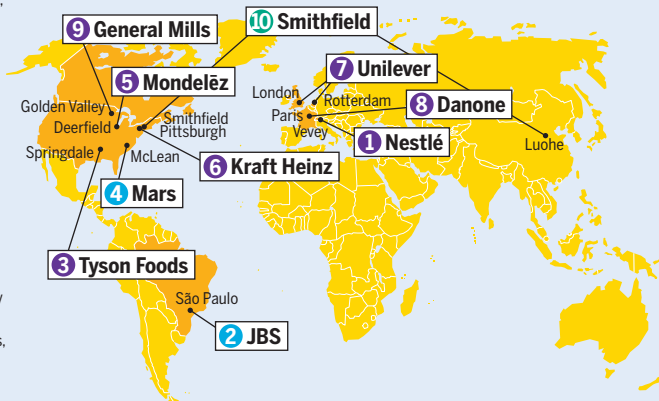 9 General Mills
10 Smithfield
5 Mondelēz
7 Unilever
London
Rotterdam
8 Danone
Golden Valley
Deerfield
Smithfield
Pittsburgh
Paris
Vevey
1 Nestlé
Luohe
Springdale
McLean
6 Kraft Heinz
4 Mars
3 Tyson Foods
São Paulo
2 JBS